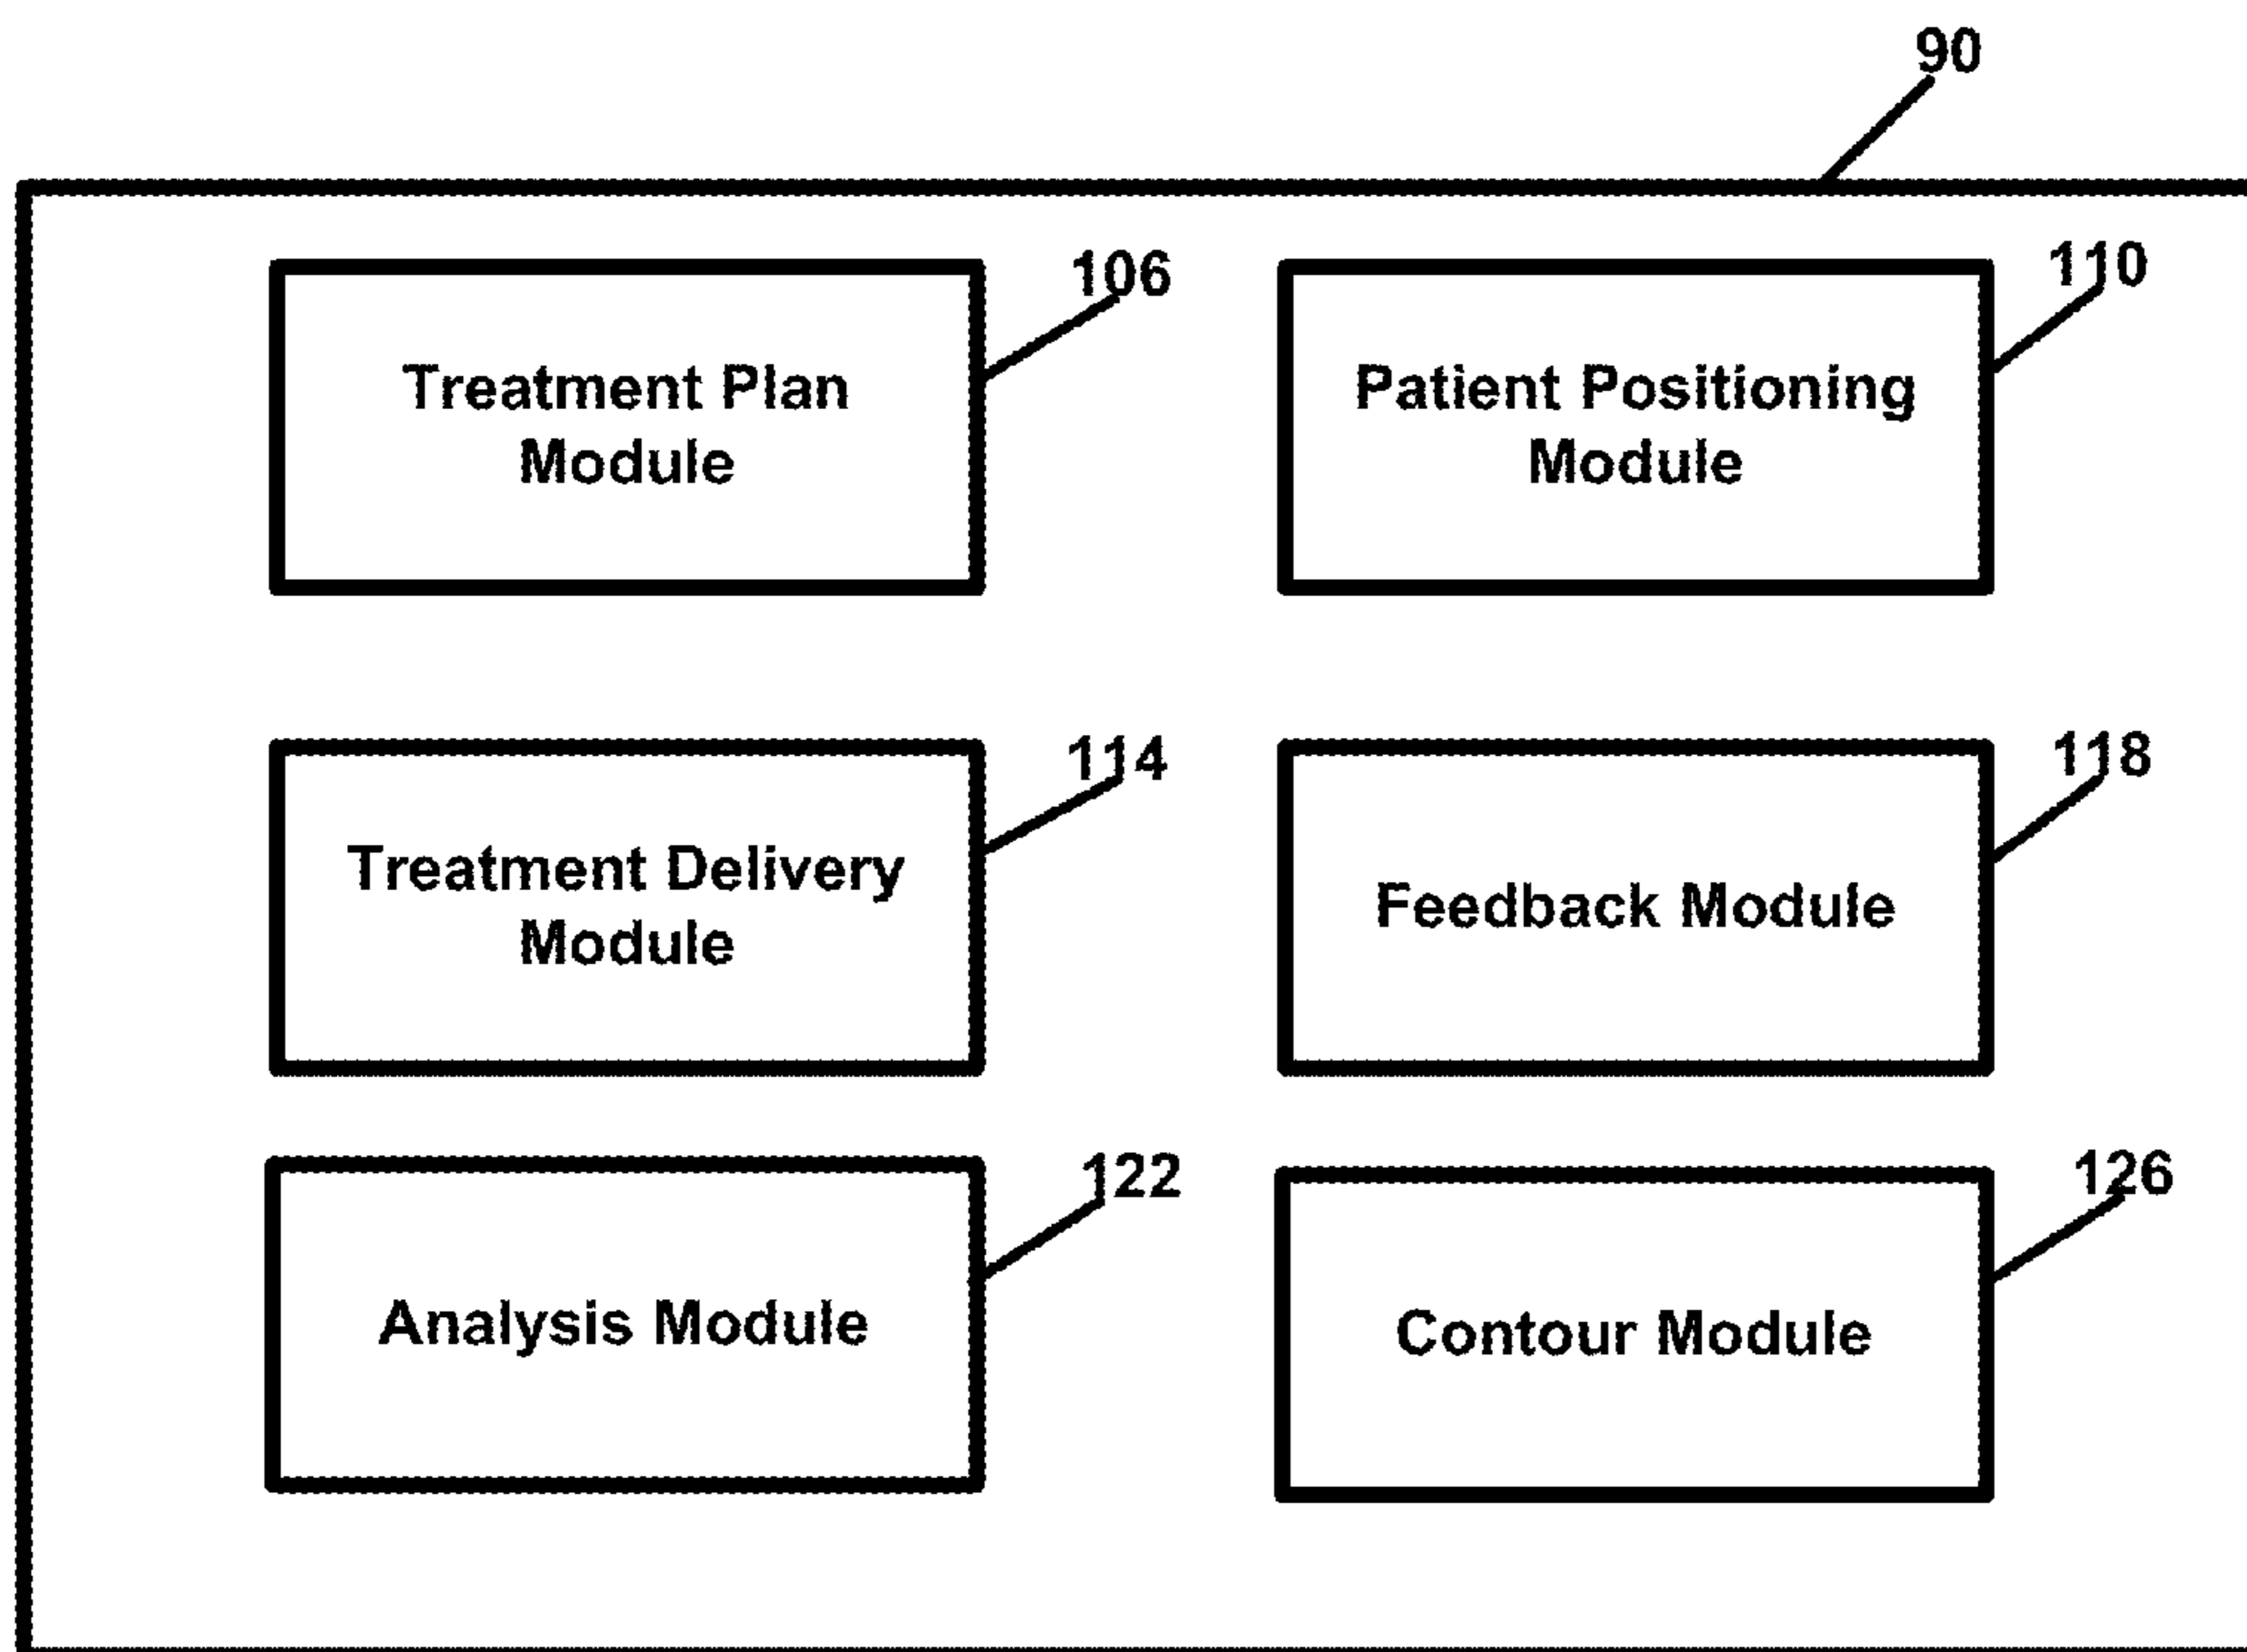 90
106
110
Treatment Plan
Module
Patient Positioning
Module
114
118
Treatment Delivery
Module
Feedback Module
122
126
Analysis Module
Contour Module